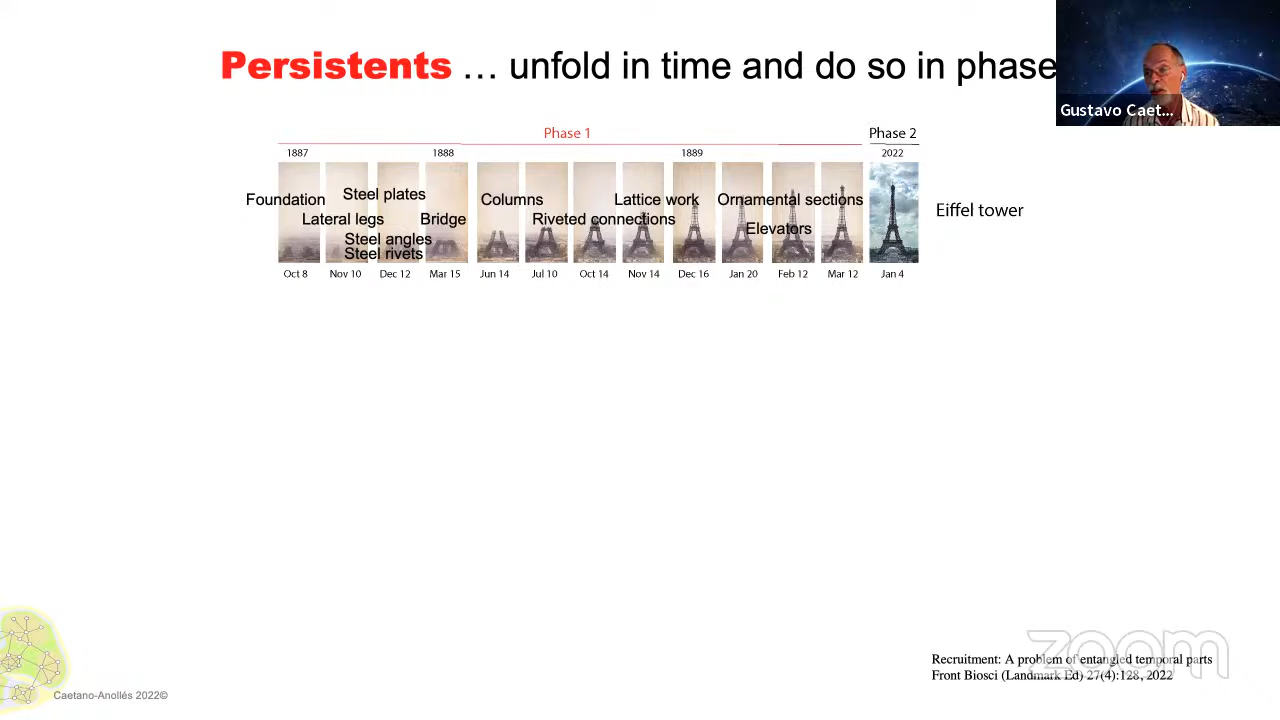 Persistents … unfold in time and do so in phase
Gustavo Caet...
Phase 1
Phase 2
1887
1888
1889
2022
Foundation
Steel plates
Lateral legs
Bridge
Steel angles
Steel rivets
Columns
Riveted connections
Lattice work
Ornamental sections
Elevators
Eiffel tower
Oct 8
Nov 10
Dec 12
Mar 15
Jun 14
Jul 10
Oct 14
Nov 14
Dec 16
Jan 20
Feb 12
Mar 12
Jan 4
zoom
Recruitment: A problem of entangled temporal parts
Front Biosci (Landmark Ed) 27(4):128, 2022
Caetano-Anollés 2022©